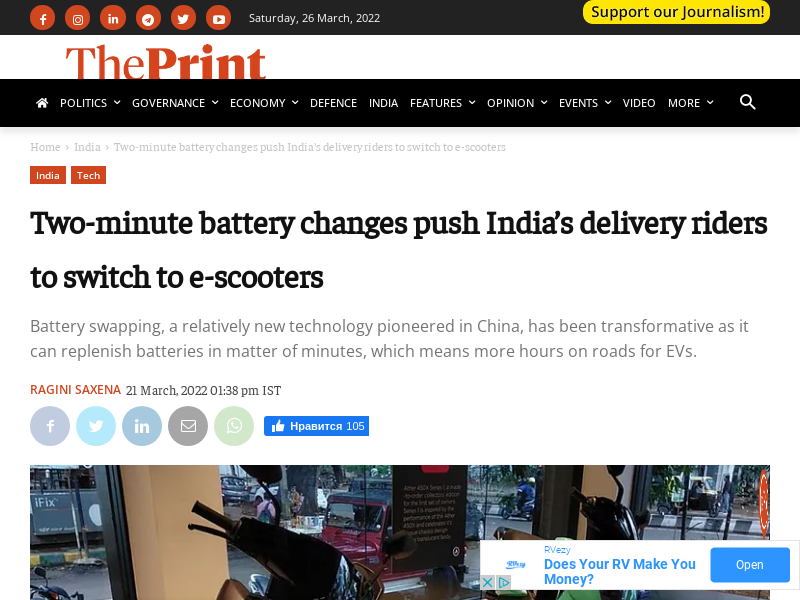 Saturday, 26 March, 2022
Support our Journalism!
ThePrint
POLITICS GOVERNANCE ECONOMY DEFENCE INDIA FEATURES OPINION EVENTS VIDEO MORE
Home › India › Two-minute battery changes push India's delivery riders to switch to e-scooters
India Tech
Two-minute battery changes push India’s delivery riders
to switch to e-scooters
Battery swapping, a relatively new technology pioneered in China, has been transformative as it
can replenish batteries in matter of minutes, which means more hours on roads for EVs.
RAGINI SAXENA 21 March, 2022 01:38 pm IST
Нравится 105
iFix
RVezy
Does Your RV Make You
Money?
Open